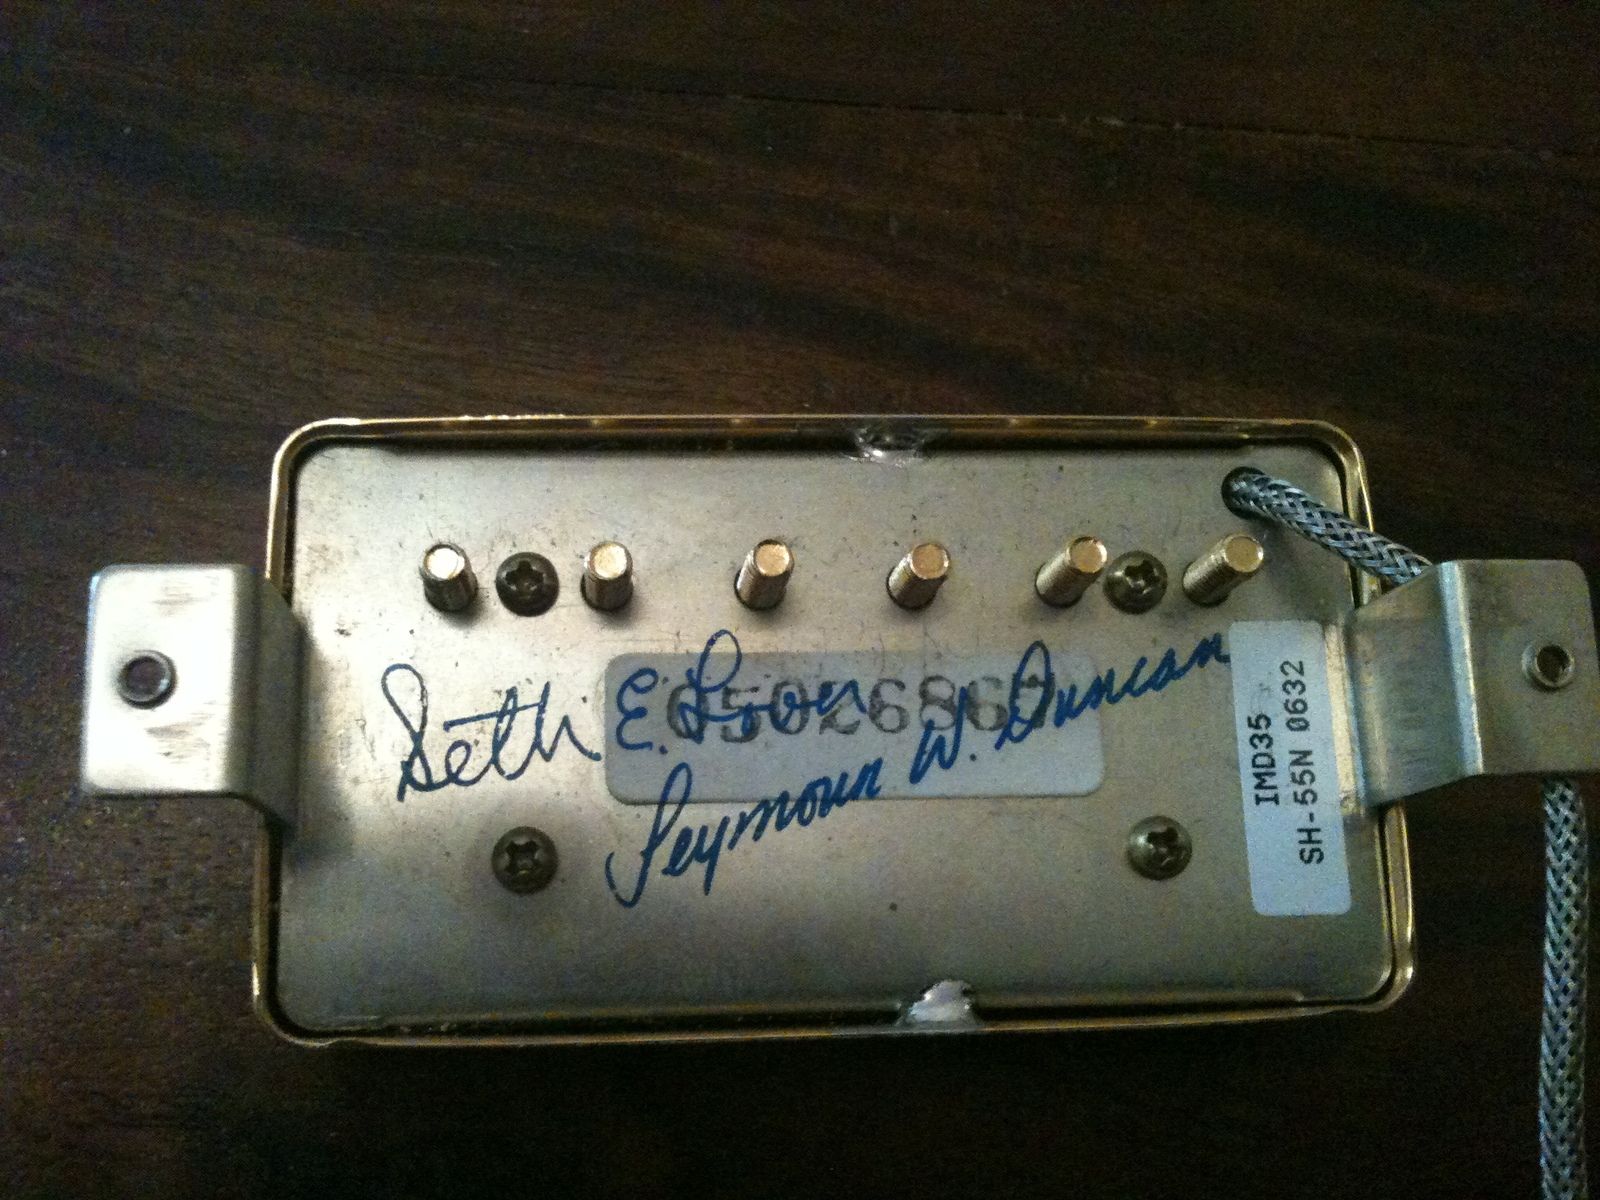 Seth E. Lover
Seymour W. Duncan
IMD35
SH-55N 0632